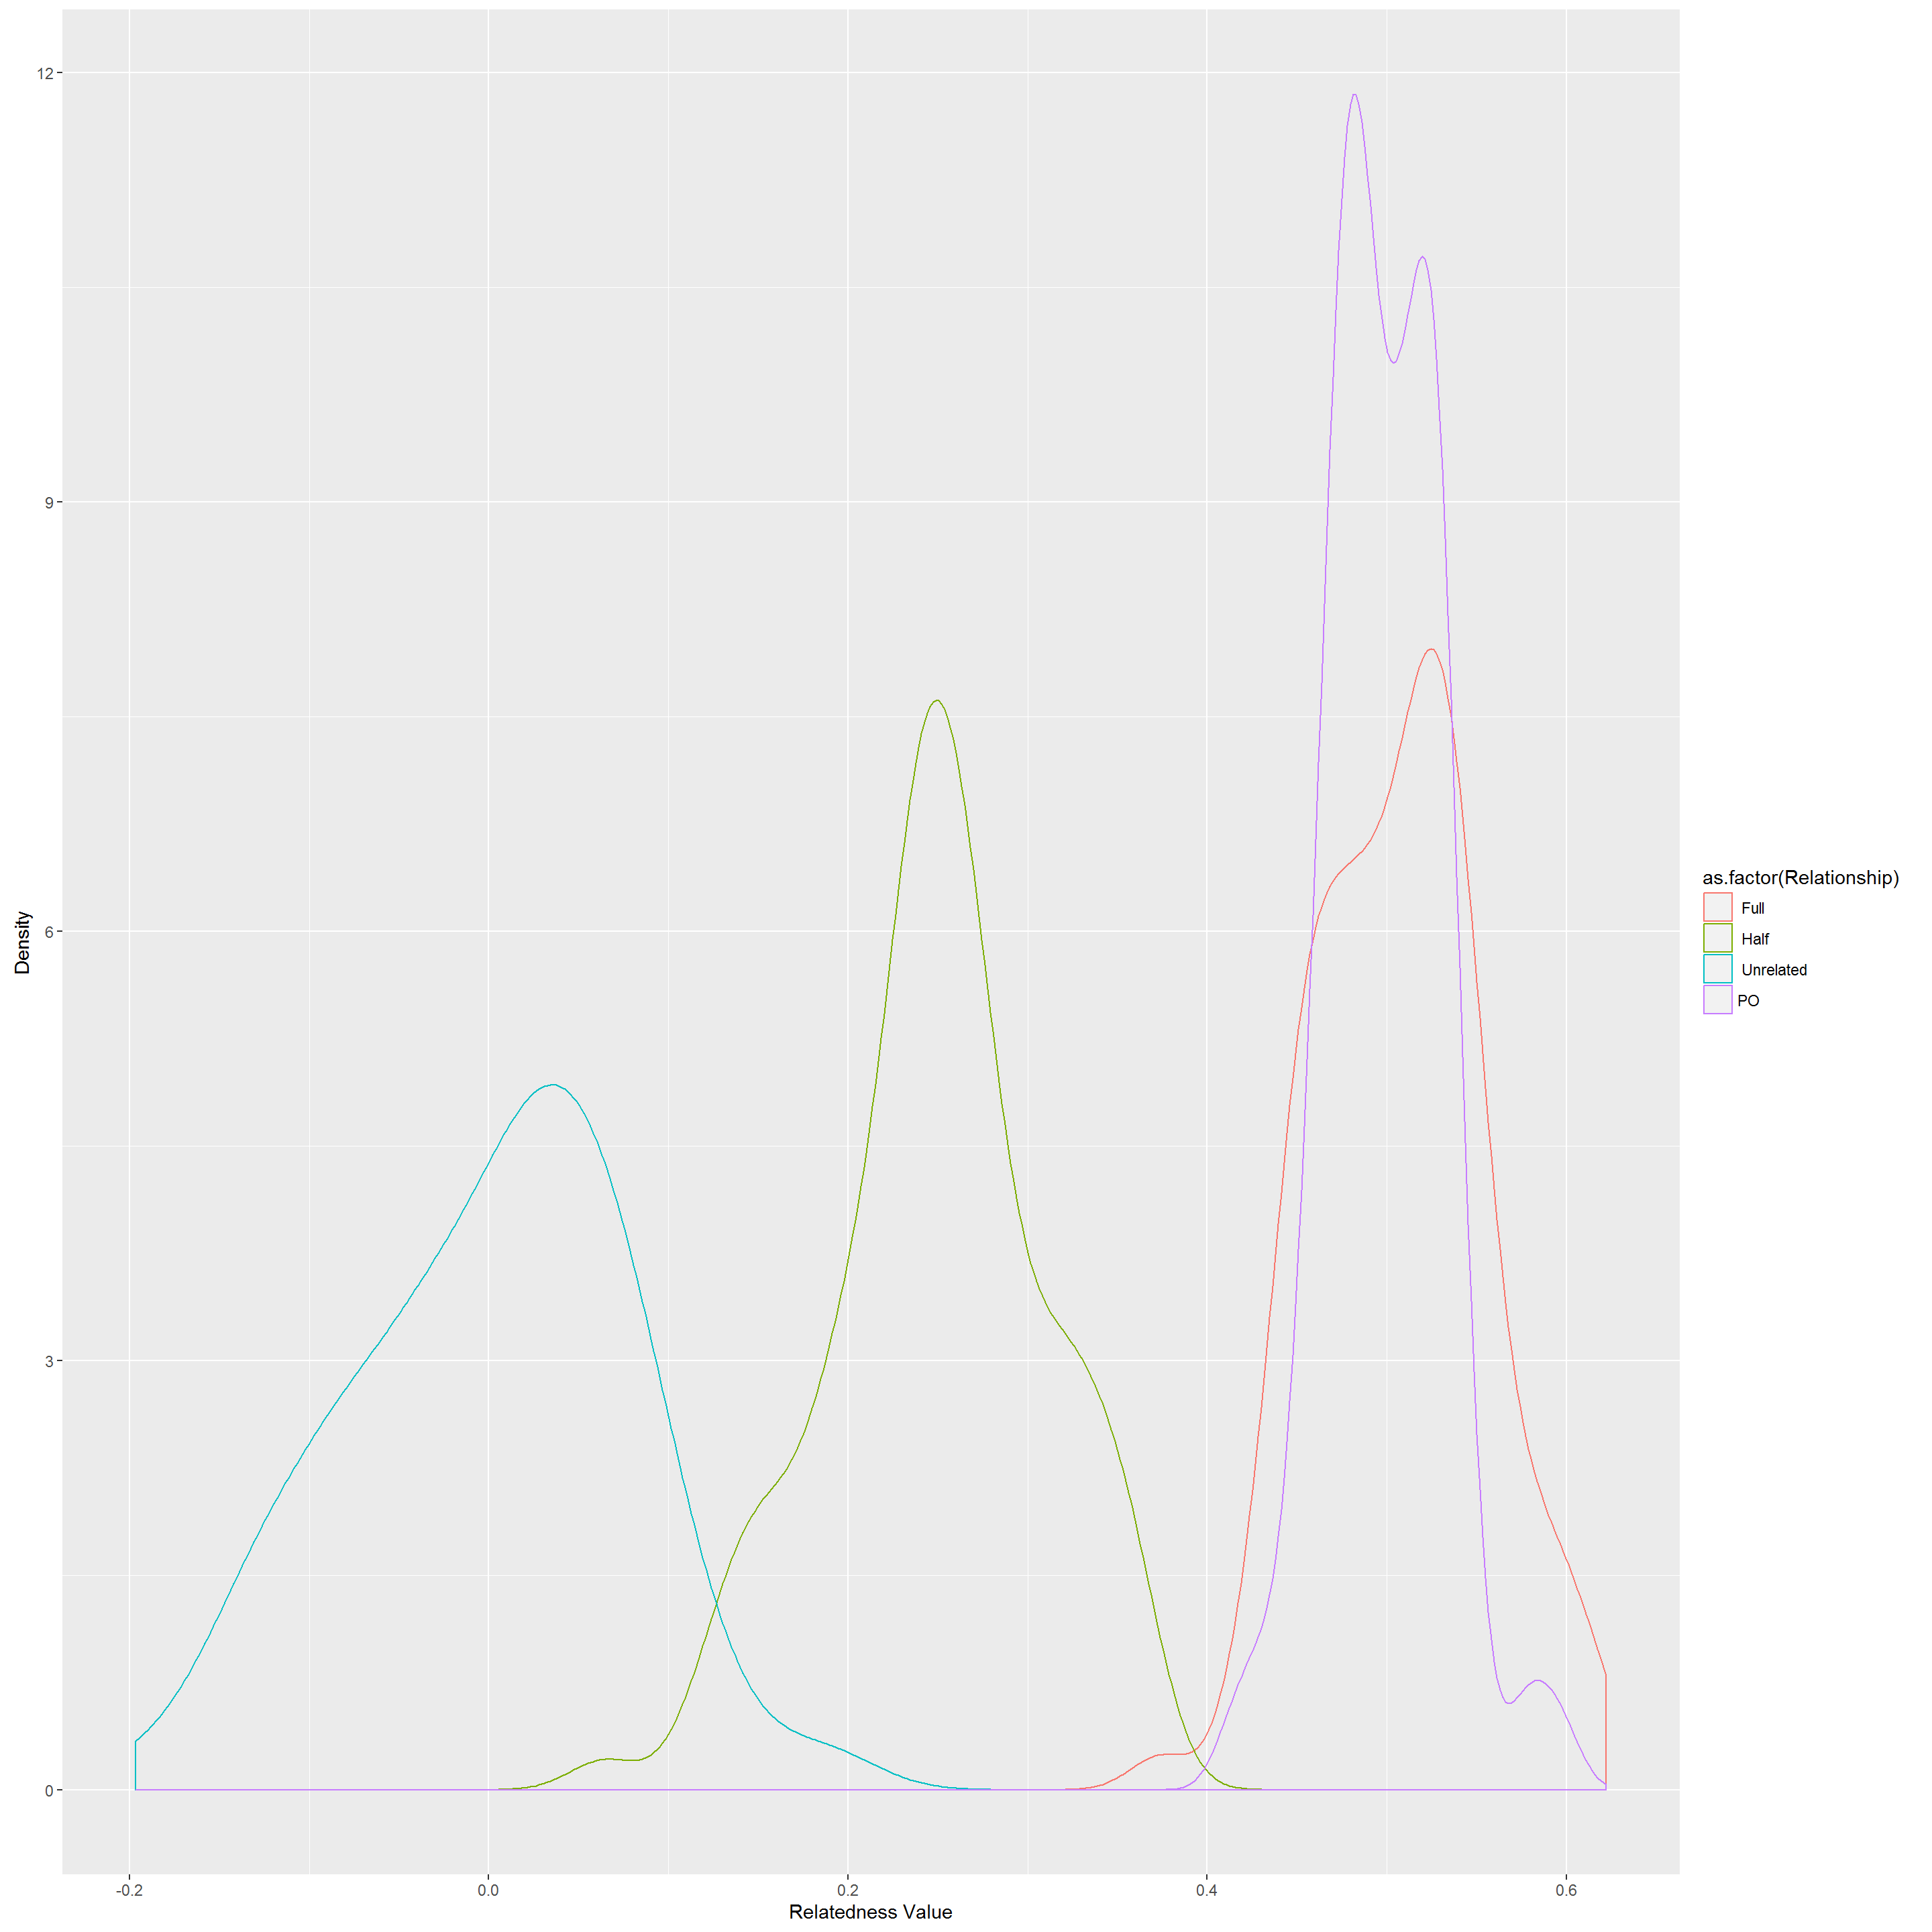 12
9
6
3
0
Density
-0.2
0.0
0.2
0.4
0.6
Relatedness Value
as.factor(Relationship)
Full
Half
Unrelated
PO